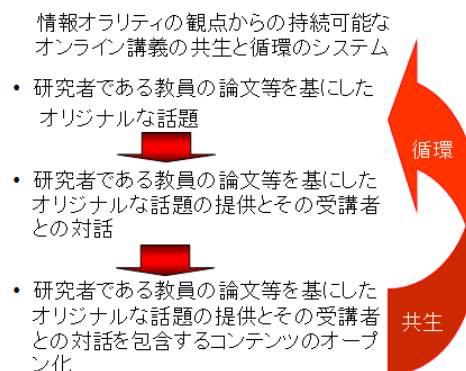 情報オラリティの観点からの持続可能な
オンライン講義の共生と循環のシステム
• 研究者である教員の論文等を基にした
オリジナルな話題
循環
• 研究者である教員の論文等を基にした
オリジナルな話題の提供とその受講者
との対話
• 研究者である教員の論文等を基にした
オリジナルな話題の提供とその受講者
との対話を包含するコンテンツのオープ
ン化
共生